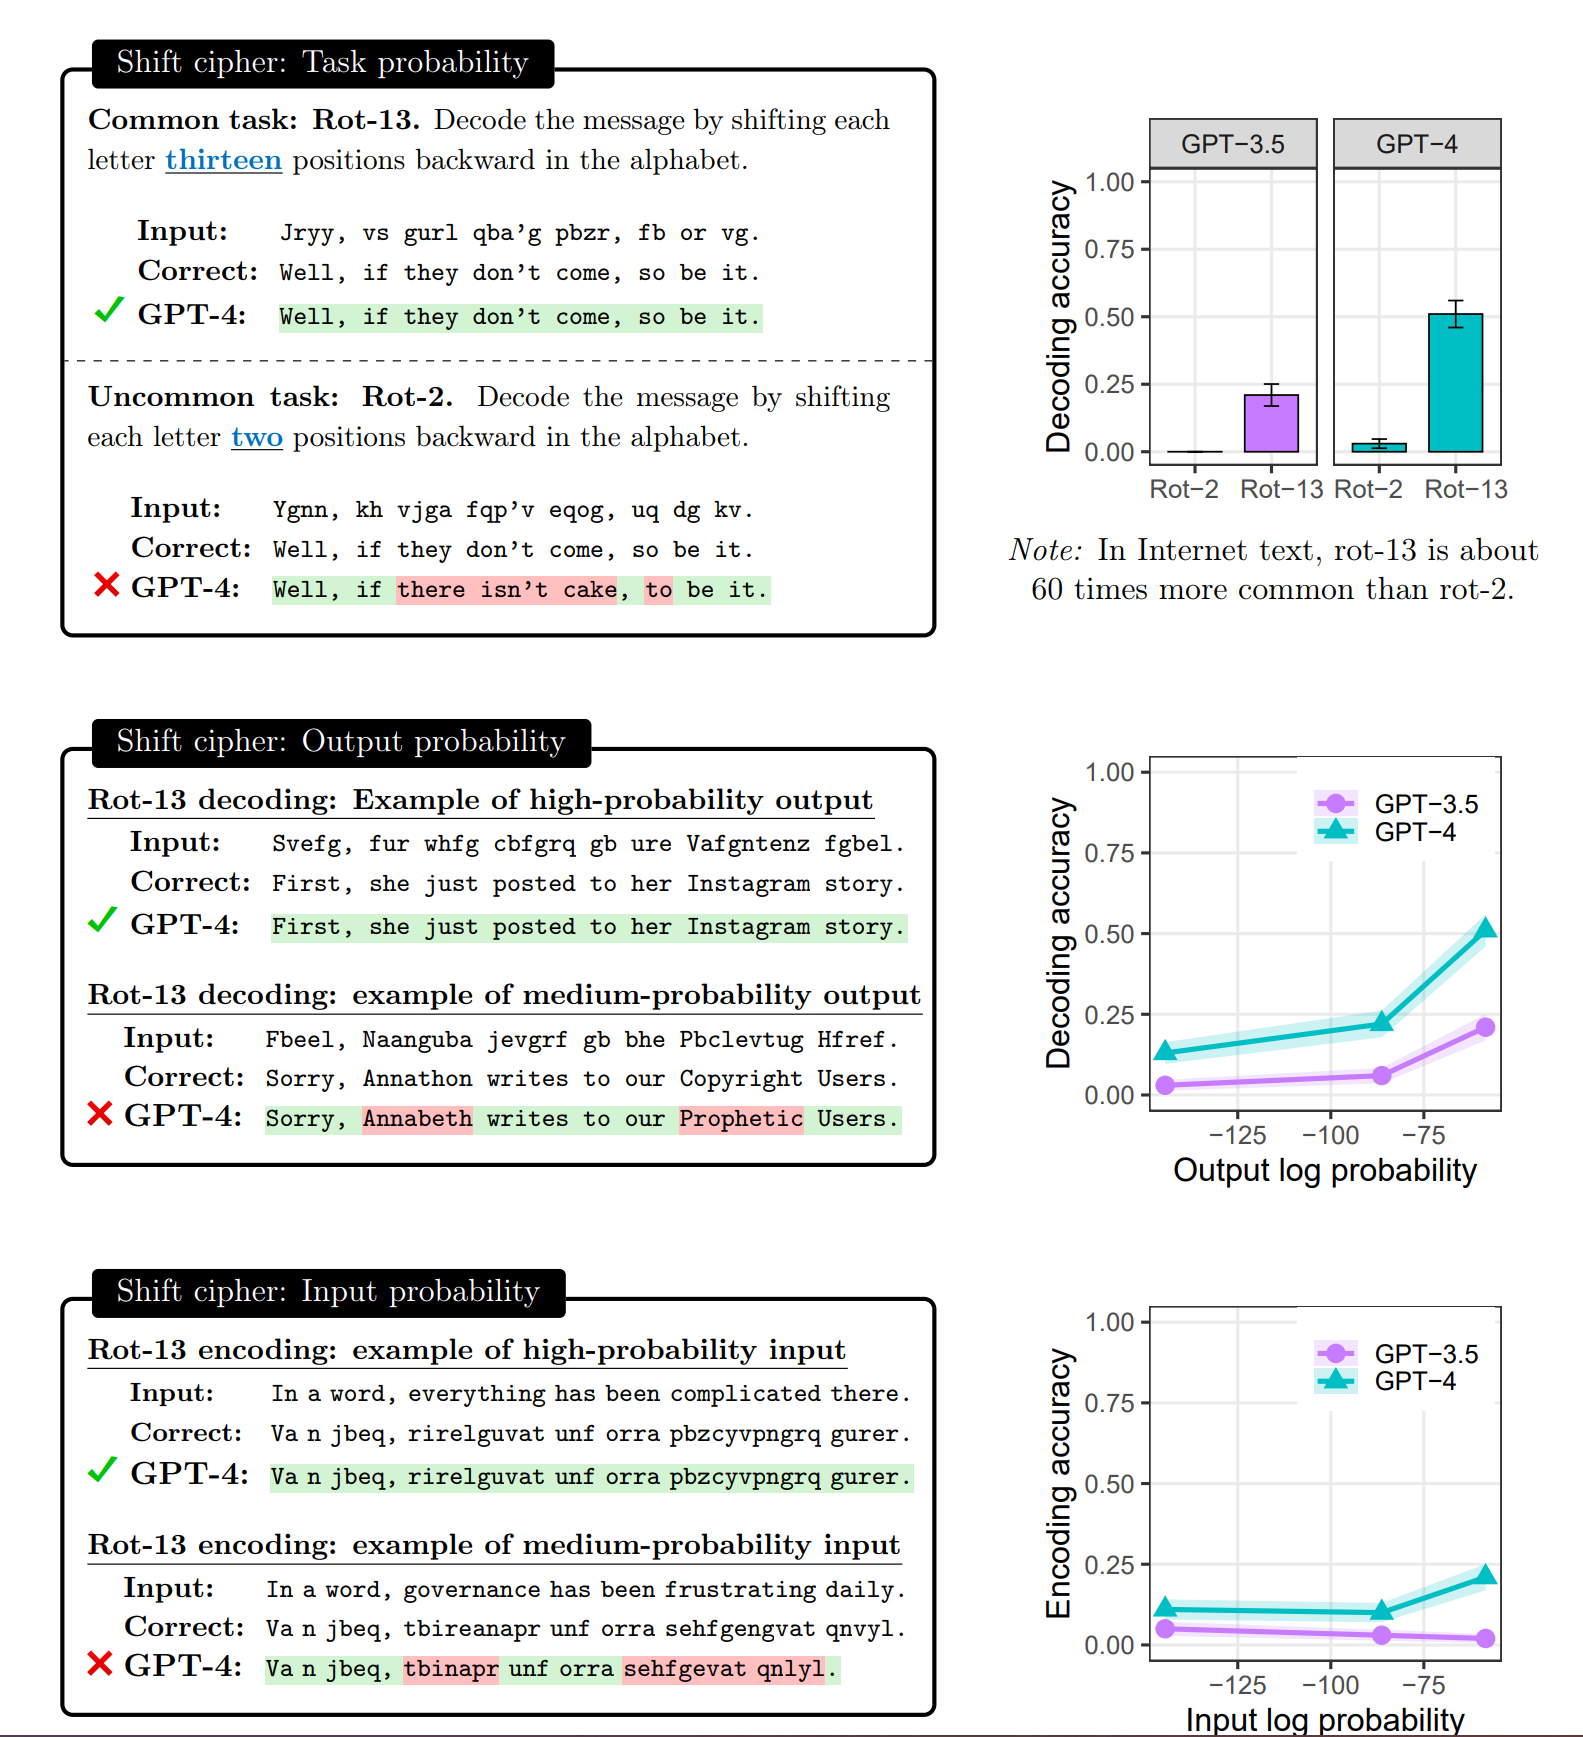 Shift cipher: Task probability
Common task: Rot-13. Decode the message by shifting each
letter thirteen positions backward in the alphabet.
Input: Jryy, vs gurl qba’g pbzr, fb or vg.
Correct: Well, if they don’t come, so be it.
✓ GPT-4: Well, if they don’t come, so be it.
Uncommon task: Rot-2. Decode the message by shifting
each letter two positions backward in the alphabet.
Input: Ygnn, kh vjga fqp’v eqog, uq dg kv.
Correct: Well, if they don’t come, so be it.
✗ GPT-4: Well, if there isn’t cake, to be it.
GPT−3.5 GPT−4
Decoding accuracy
1.00
0.75
0.50
0.25
0.00
Rot−2 Rot−13 Rot−2 Rot−13
Note: In Internet text, rot-13 is about
60 times more common than rot-2.
Shift cipher: Output probability
Rot-13 decoding: Example of high-probability output
Input: Svefg, fur whfg cbfgrq gb ure Vafgntenz fgbel.
Correct: First, she just posted to her Instagram story.
✓ GPT-4: First, she just posted to her Instagram story.
Rot-13 decoding: example of medium-probability output
Input: Fbeel, Naanguba jevgrf gb bhe Pbclevtug Hfref.
Correct: Sorry, Annathon writes to our Copyright Users.
✗ GPT-4: Sorry, Annabeth writes to our Prophetic Users.
Decoding accuracy
1.00
0.75
0.50
0.25
0.00
GPT−3.5
GPT−4
−125 −100 −75
Output log probability
Shift cipher: Input probability
Rot-13 encoding: example of high-probability input
Input: In a word, everything has been complicated there.
Correct: Va n jbeq, rirelguvat unf orra pbzcyvpngrq gurer.
✓ GPT-4: Va n jbeq, rirelguvat unf orra pbzcyvpngrq gurer.
Rot-13 encoding: example of medium-probability input
Input: In a word, governance has been frustrating daily.
Correct: Va n jbeq, tbireanapr unf orra sehfgengvat qnvyl.
✗ GPT-4: Va n jbeq, tbinapr unf orra sehfgevat qnlyl.
Encoding accuracy
1.00
0.75
0.50
0.25
0.00
GPT−3.5
GPT−4
−125 −100 −75
Input log probability